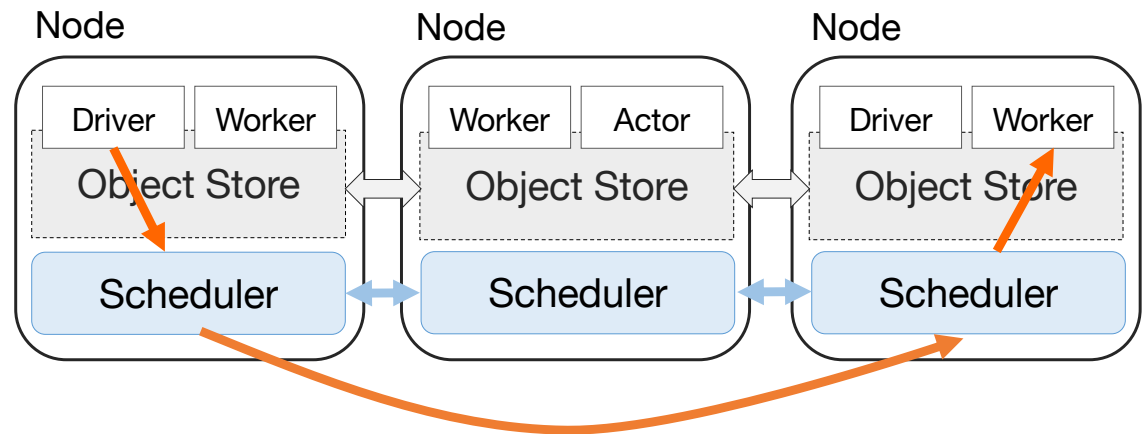 Node
Node
Node
Driver
Worker
Worker
Actor
Driver
Worker
Object Store
Object Store
Object Store
Scheduler
Scheduler
Scheduler